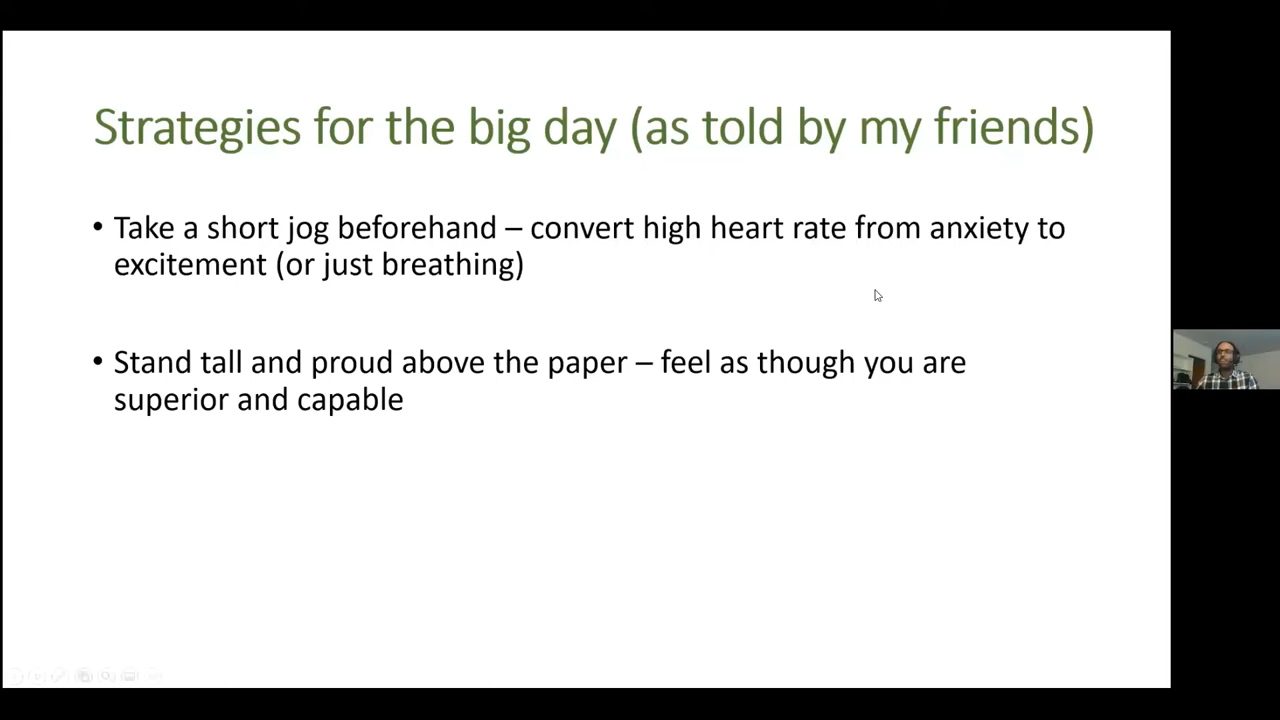 Strategies for the big day (as told by my friends)
• Take a short jog beforehand – convert high heart rate from anxiety to
excitement (or just breathing)
• Stand tall and proud above the paper – feel as though you are
superior and capable